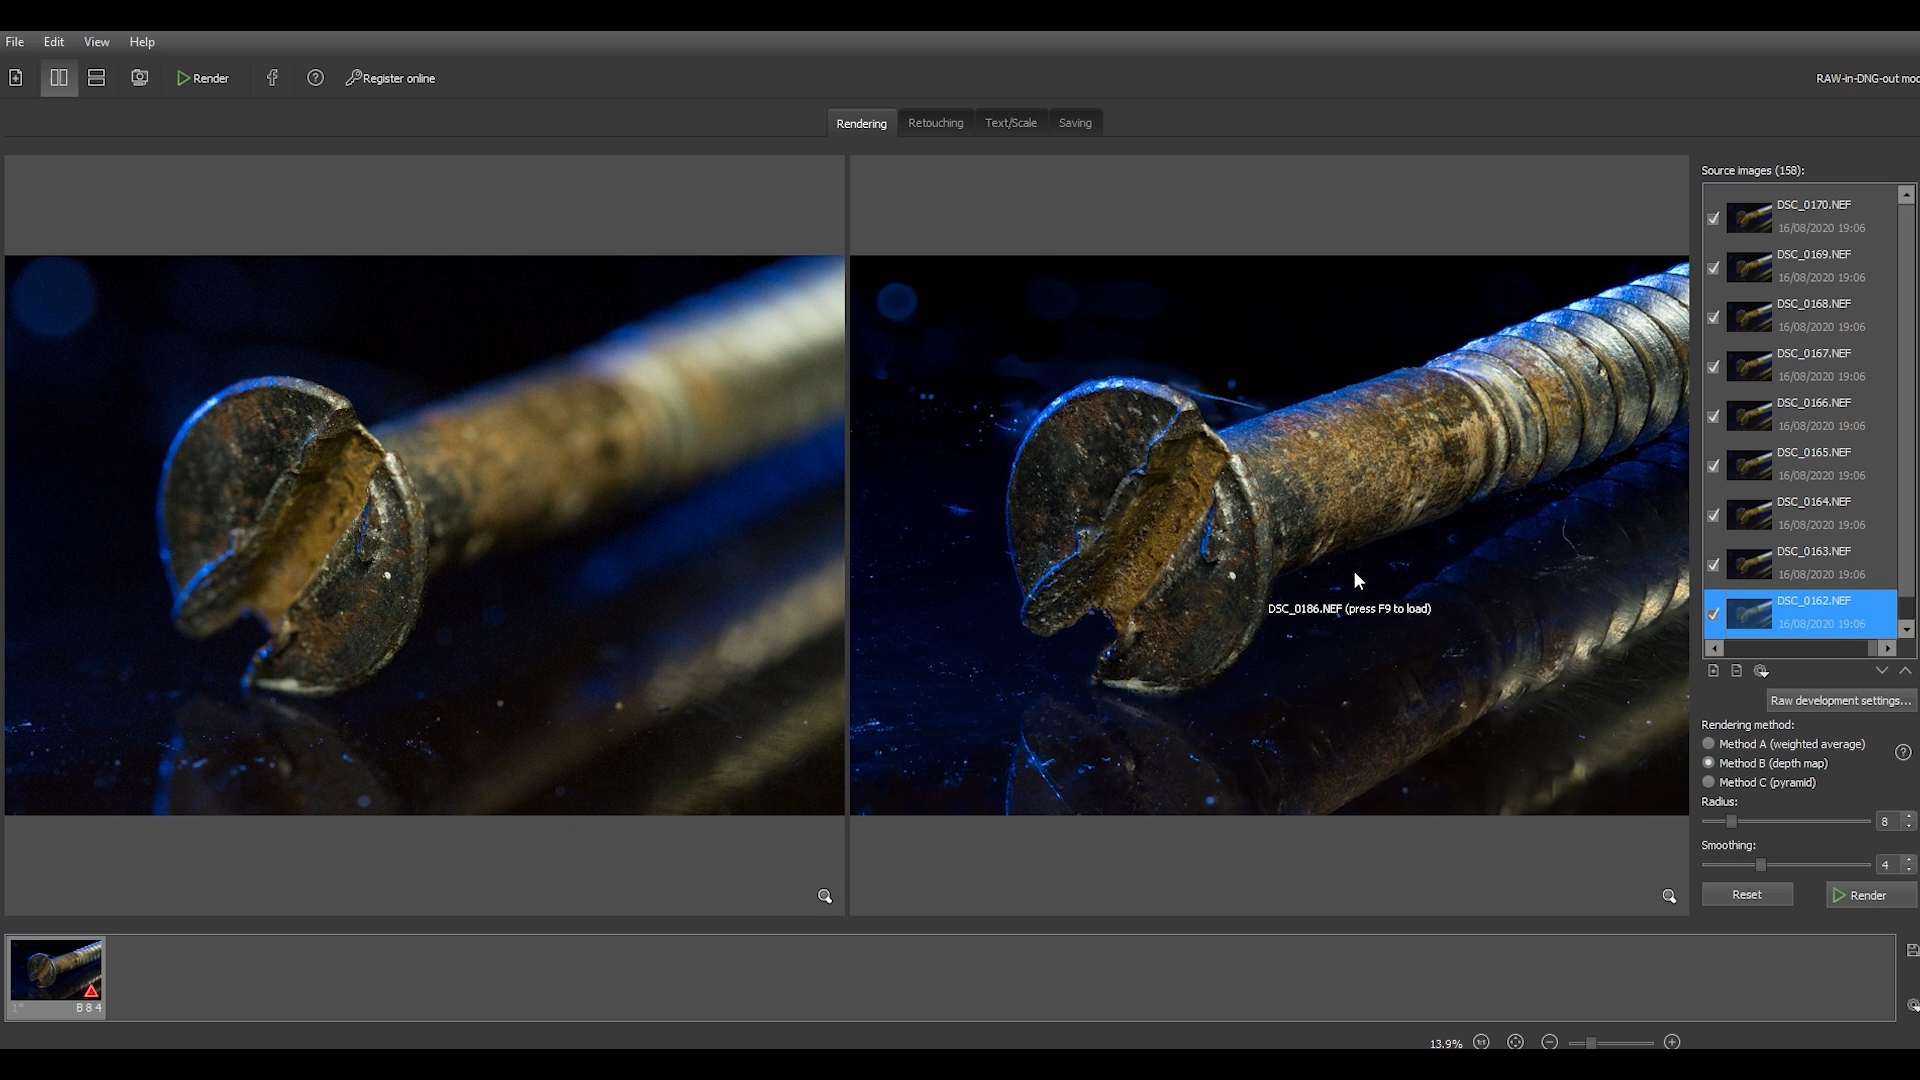 File Edit View Help
Render
Register online
RAW-in-DNG-out mod
Rendering Retouching Text/Scale Saving
Source images (158):
DSC_0170.NEF
16/08/2020 19:06
DSC_0169.NEF
16/08/2020 19:06
DSC_0168.NEF
16/08/2020 19:06
DSC_0167.NEF
16/08/2020 19:06
DSC_0166.NEF
16/08/2020 19:06
DSC_0165.NEF
16/08/2020 19:06
DSC_0164.NEF
16/08/2020 19:06
DSC_0163.NEF
16/08/2020 19:06
DSC_0162.NEF
16/08/2020 19:06
DSC_0186.NEF (press F9 to load)
Raw development settings...
Rendering method:
Method A (weighted average)
Method B (depth map)
Method C (pyramid)
Radius:
8
Smoothing:
4
Reset Render
1* B 8 4
13.9%